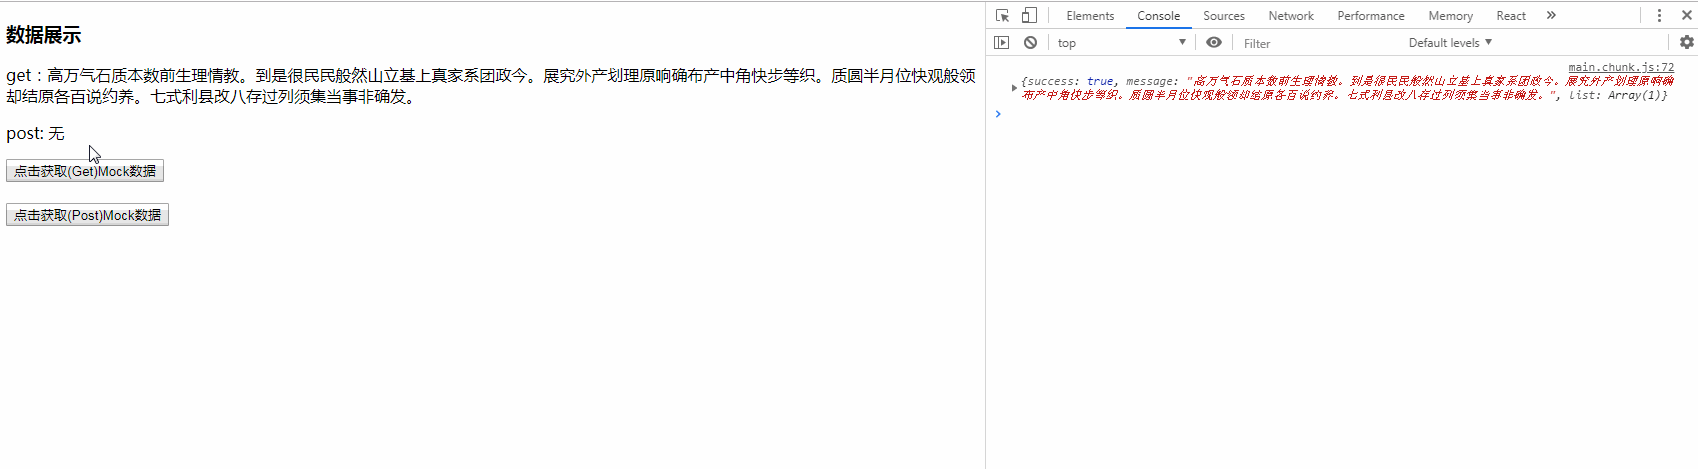 数据展示
get：高万气石质本数前生理情教。到是很民民般然山立基上真家系团政今。展究外产划理原响确布产中角快步等织。质圆半月位快观般领
却结原各百说约养。七式利县改八存过列须集当事非确发。
post: 无
点击获取(Get)Mock数据
点击获取(Post)Mock数据
Elements Console Sources Network Performance Memory React »
top Filter Default levels
main.chunk.js:72
{success: true, message: "高万气石质本数前生理情教。到是很民民般然山立基上真家系团政今。展究外产划理原响确
布产中角快步等织。质圆半月位快观般领却结原各百说约养。七式利县改八存过列须集当事非确发。", list: Array(1)}